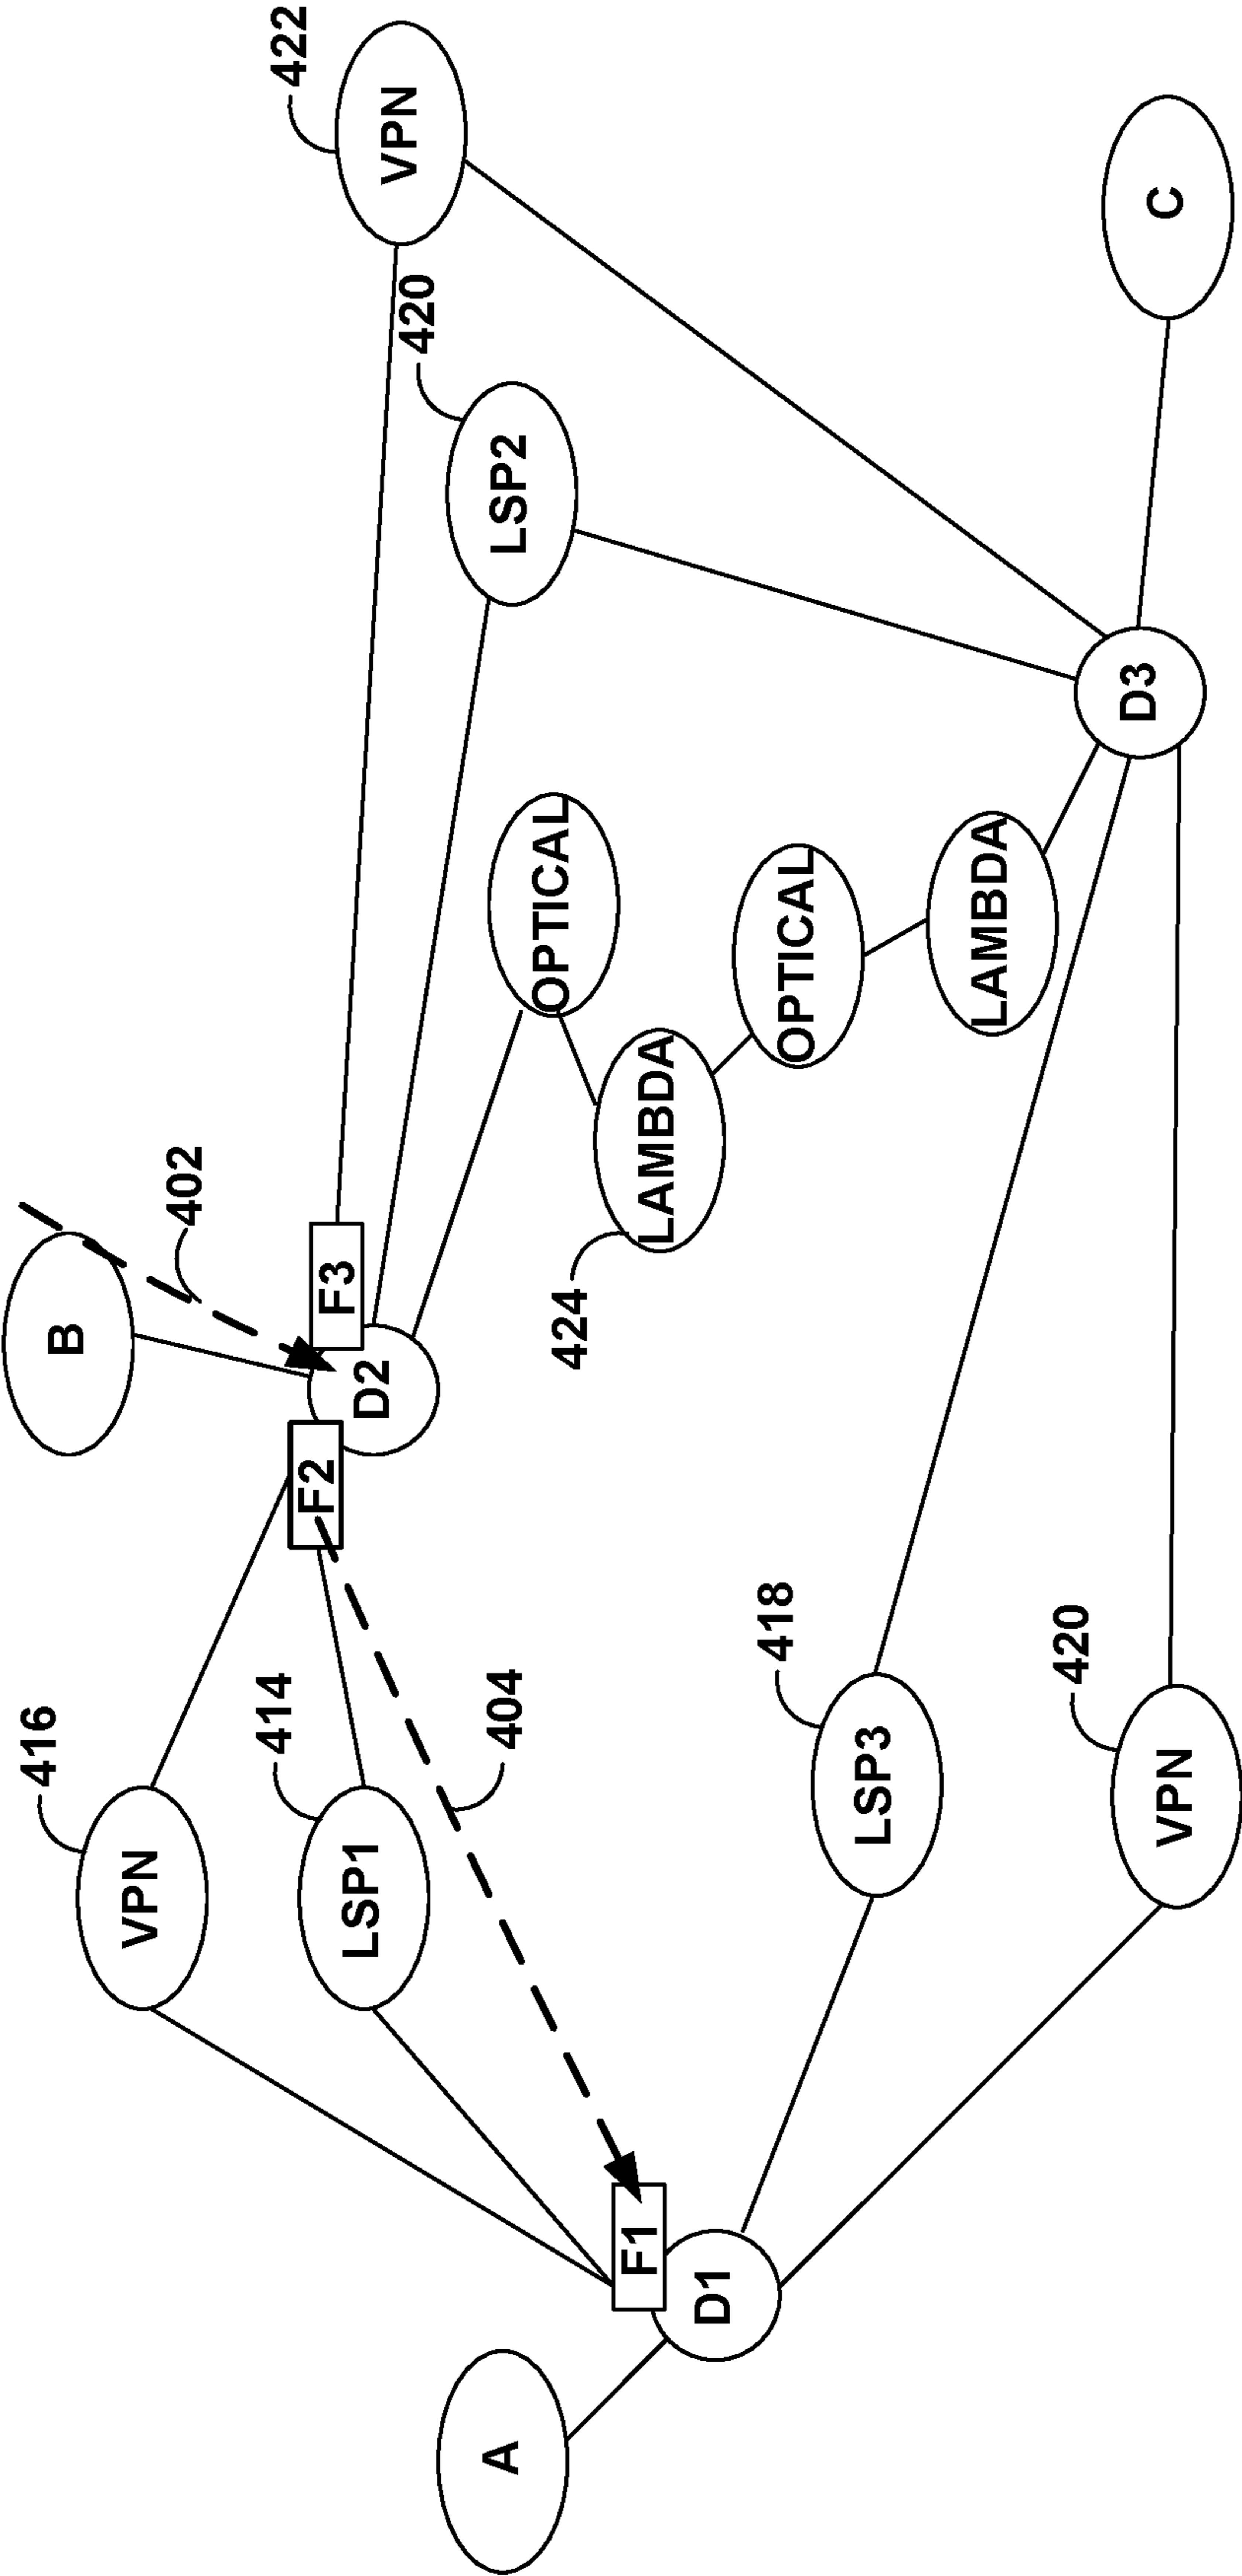 416
B
VPN
402
414
422
F2
F3
LSP1
D2
VPN
420
A
404
LSP2
OPTICAL
424
F1
LAMBDA
D1
418
OPTICAL
LSP3
LAMBDA
420
D3
C
VPN